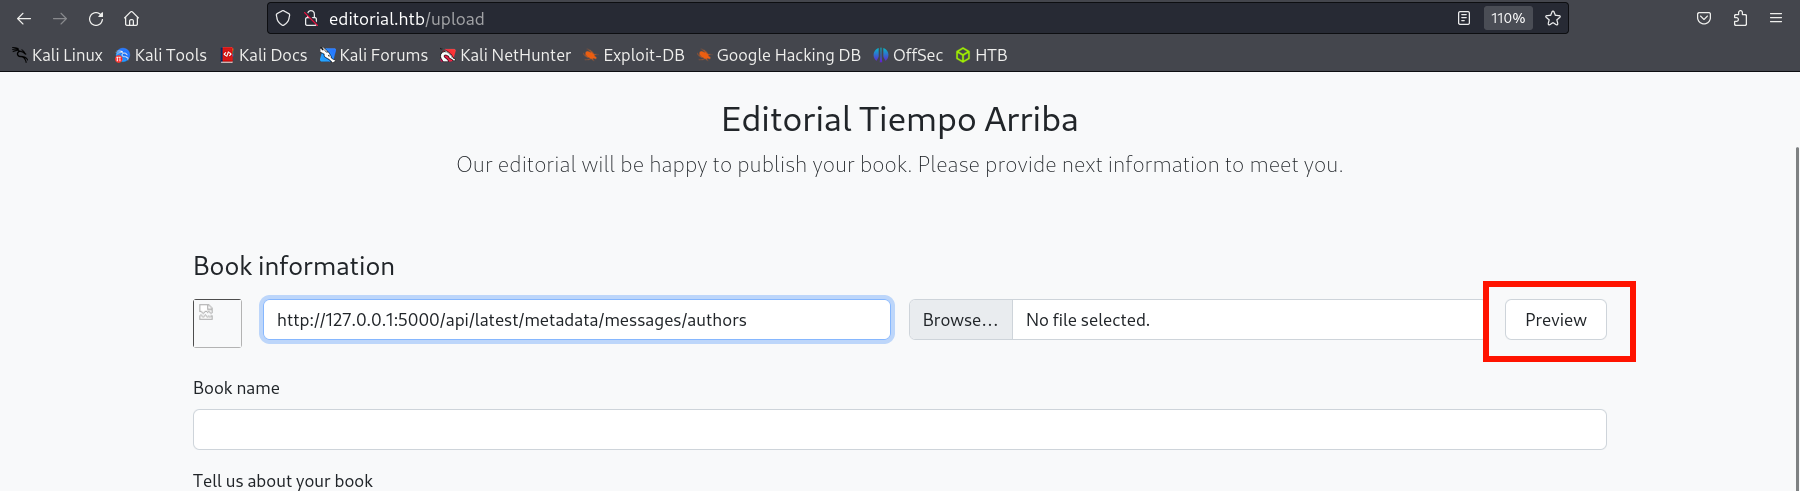 editorial.htb/upload 110%
Kali Linux Kali Tools Kali Docs Kali Forums Kali NetHunter Exploit-DB Google Hacking DB OffSec HTB
Editorial Tiempo Arriba
Our editorial will be happy to publish your book. Please provide next information to meet you.
Book information
http://127.0.0.1:5000/api/latest/metadata/messages/authors Browse... No file selected. Preview
Book name
Tell us about your book